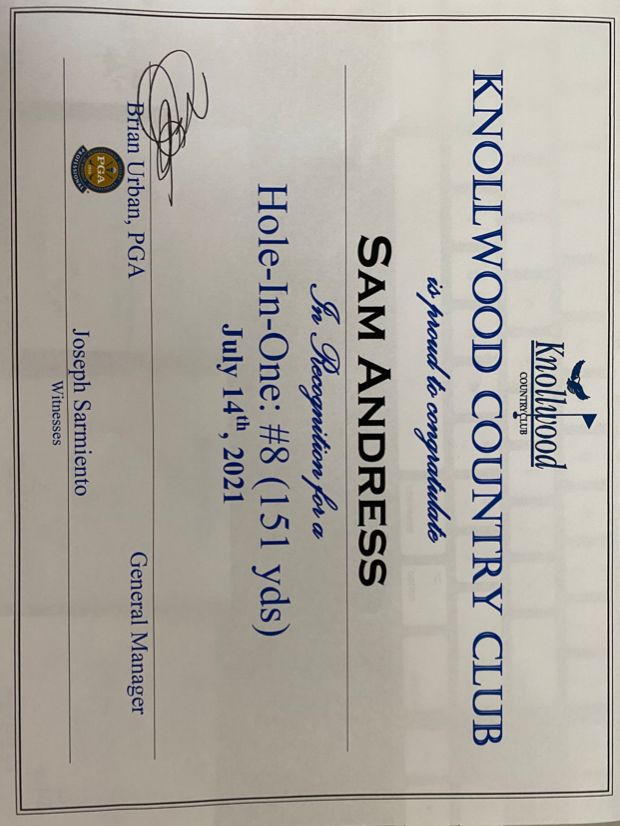 Knollwood
COUNTRY CLUB
KNOLLWOOD COUNTRY CLUB
is proud to congratulate
SAM ANDRESS
In Recognition for a
Hole-In-One: #8 (151 yds)
July 14th, 2021
Brian Urban, PGA
General Manager
PGA
Joseph Sarmiento
Witnesses